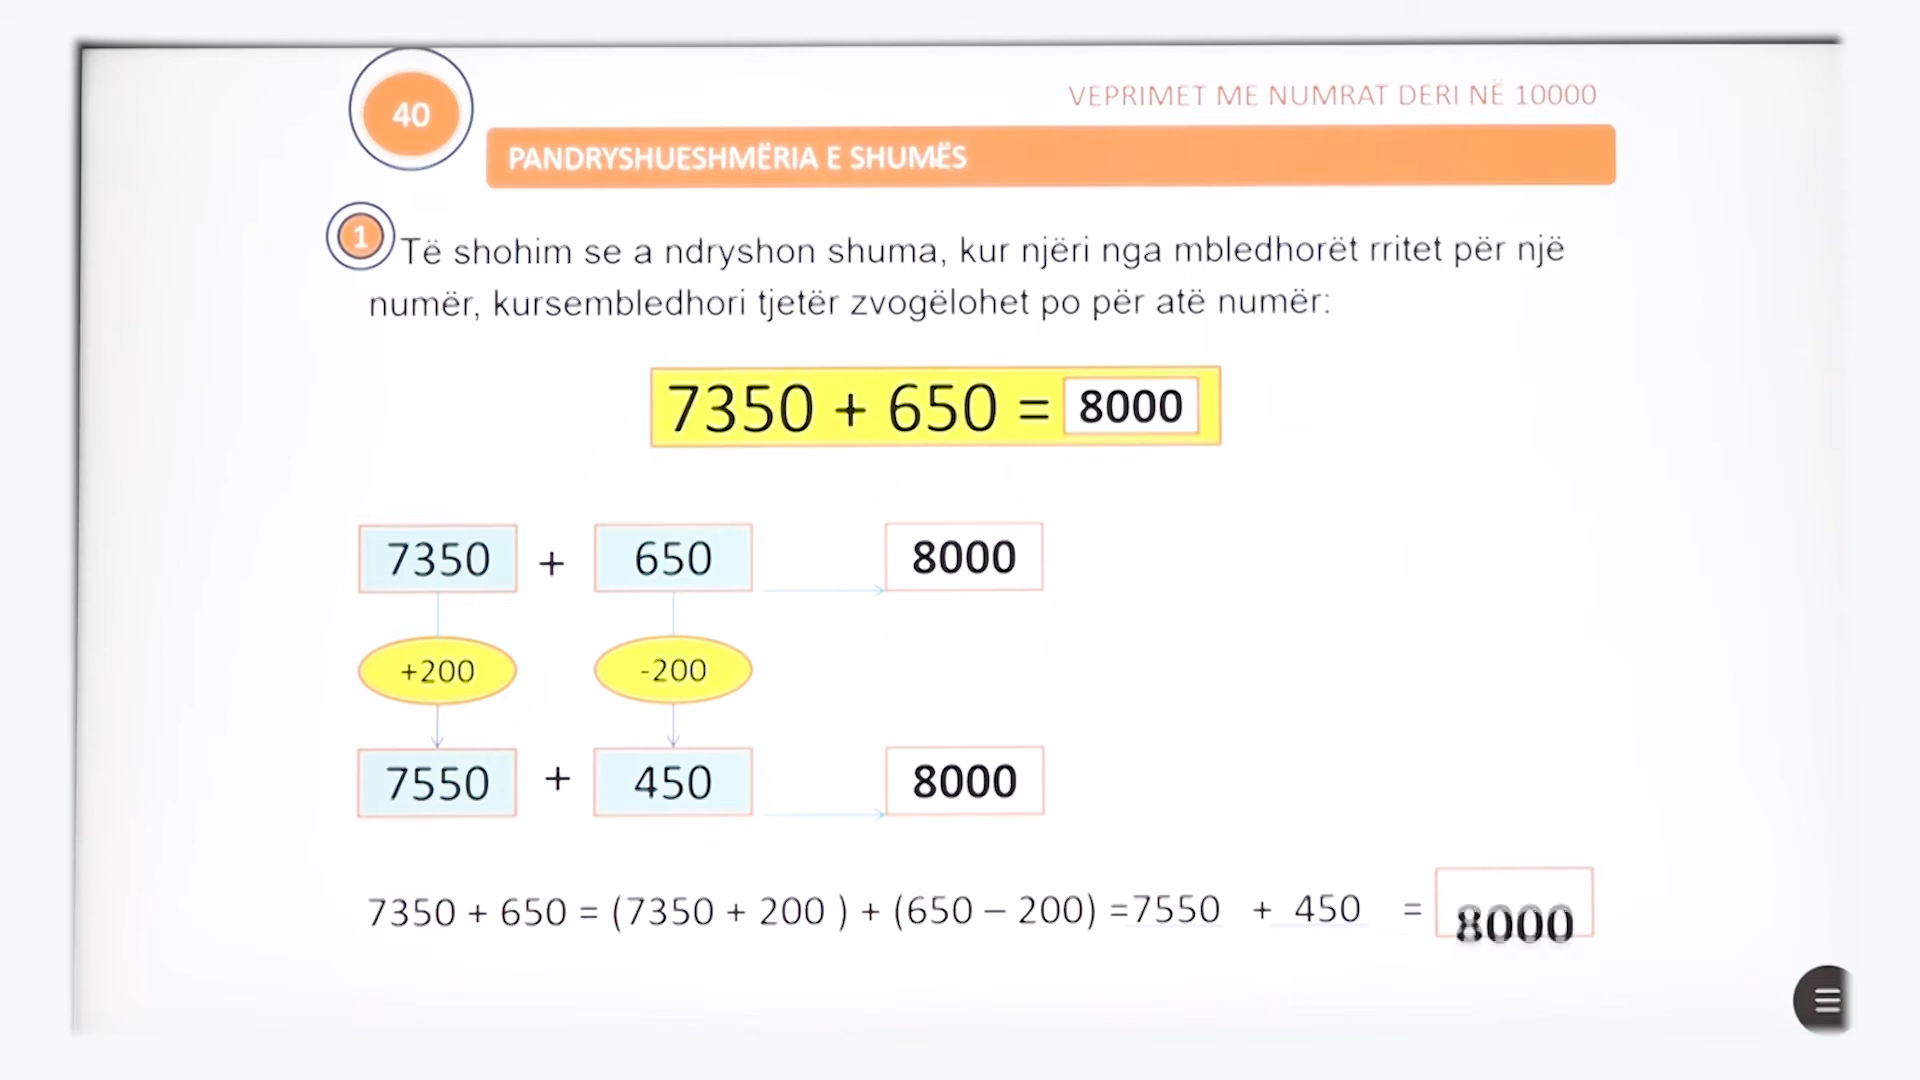 40
VEPRIMET ME NUMRAT DERI NË 10000
PANDRYSHUESHMËRIA E SHUMËS
1
Të shohim se a ndryshon shuma, kur njëri nga mbledhorët rritet për një
numër, kursembledhori tjetër zvogëlohet po për atë numër:
7350 + 650 = 8000
7350 + 650 8000
+200 -200
7550 + 450 8000
7350 + 650 = (7350 + 200 ) + (650 – 200) =7550 + 450 = 8000